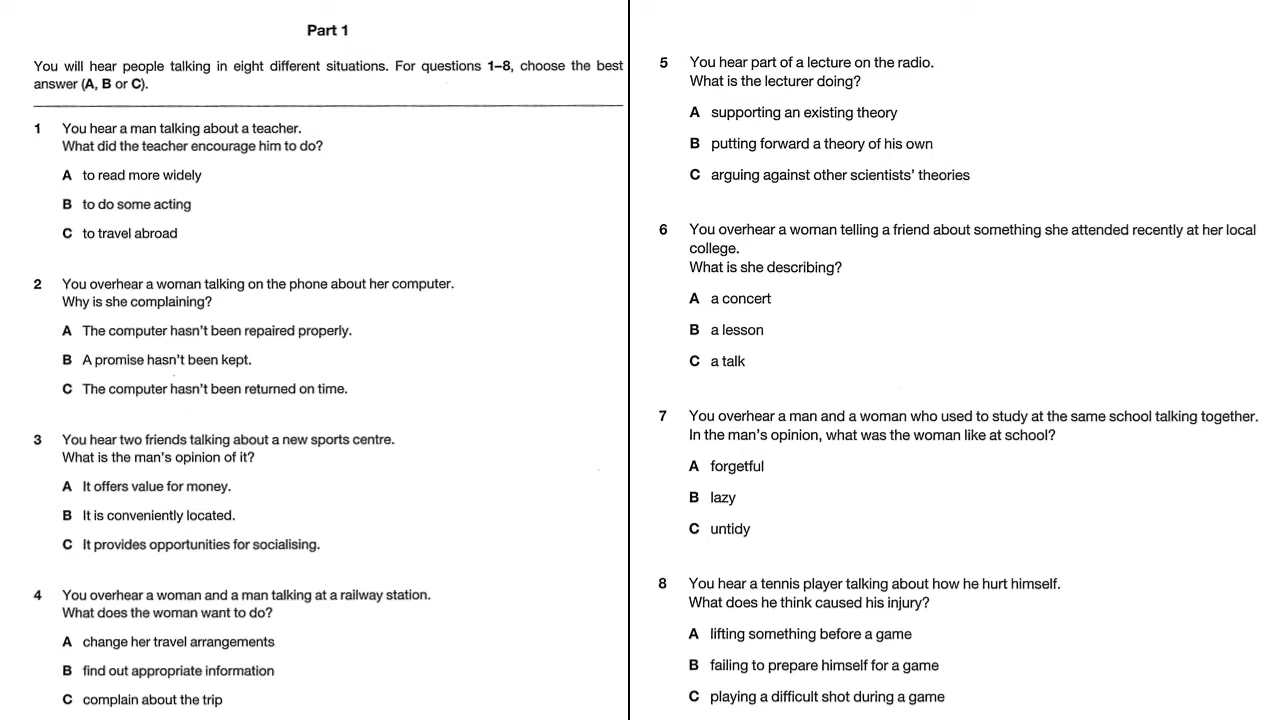 Part 1
You will hear people talking in eight different situations. For questions 1–8, choose the best
answer (A, B or C).
1 You hear a man talking about a teacher.
What did the teacher encourage him to do?
A to read more widely
B to do some acting
C to travel abroad
2 You overhear a woman talking on the phone about her computer.
Why is she complaining?
A The computer hasn't been repaired properly.
B A promise hasn't been kept.
C The computer hasn't been returned on time.
3 You hear two friends talking about a new sports centre.
What is the man's opinion of it?
A It offers value for money.
B It is conveniently located.
C It provides opportunities for socialising.
4 You overhear a woman and a man talking at a railway station.
What does the woman want to do?
A change her travel arrangements
B find out appropriate information
C complain about the trip
5 You hear part of a lecture on the radio.
What is the lecturer doing?
A supporting an existing theory
B putting forward a theory of his own
C arguing against other scientists' theories
6 You overhear a woman telling a friend about something she attended recently at her local
college.
What is she describing?
A a concert
B a lesson
C a talk
7 You overhear a man and a woman who used to study at the same school talking together.
In the man's opinion, what was the woman like at school?
A forgetful
B lazy
C untidy
8 You hear a tennis player talking about how he hurt himself.
What does he think caused his injury?
A lifting something before a game
B failing to prepare himself for a game
C playing a difficult shot during a game